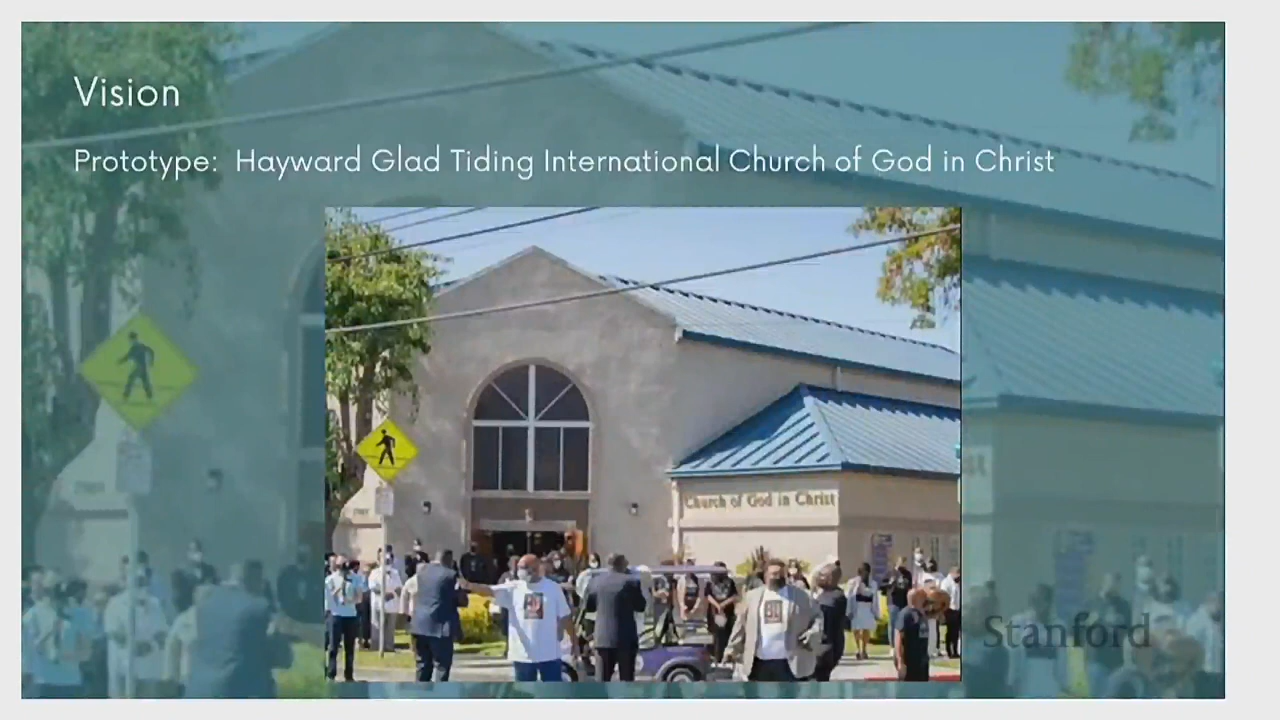 Vision
Prototype: Hayward Glad Tiding International Church of God in Christ
Church of God in Christ
Stanford